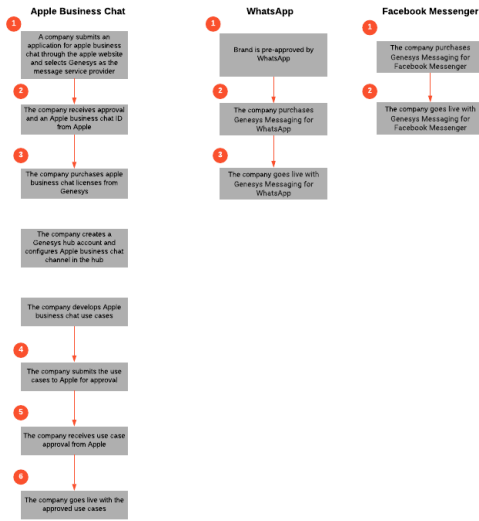 Apple Business Chat
1
A company submits an
application for apple business
chat through the apple website
and selects Genesys as the
message service provider
2
The company receives approval
and an Apple business chat ID
from Apple
3
The company purchases apple
business chat licenses from
Genesys
The company creates a
Genesys hub account and
configures Apple business chat
channel in the hub
The company develops Apple
business chat use cases
4
The company submits the use
cases to Apple for approval
5
The company receives use case
approval from Apple
6
The company goes live with the
approved use cases
WhatsApp
1
Brand is pre-approved by
WhatsApp
2
The company purchases
Genesys Messaging for
WhatsApp
3
The company goes live with
Genesys Messaging for
WhatsApp
Facebook Messenger
1
The company purchases
Genesys Messaging for
Facebook Messenger
2
The company goes live with
Genesys Messaging for
Facebook Messenger